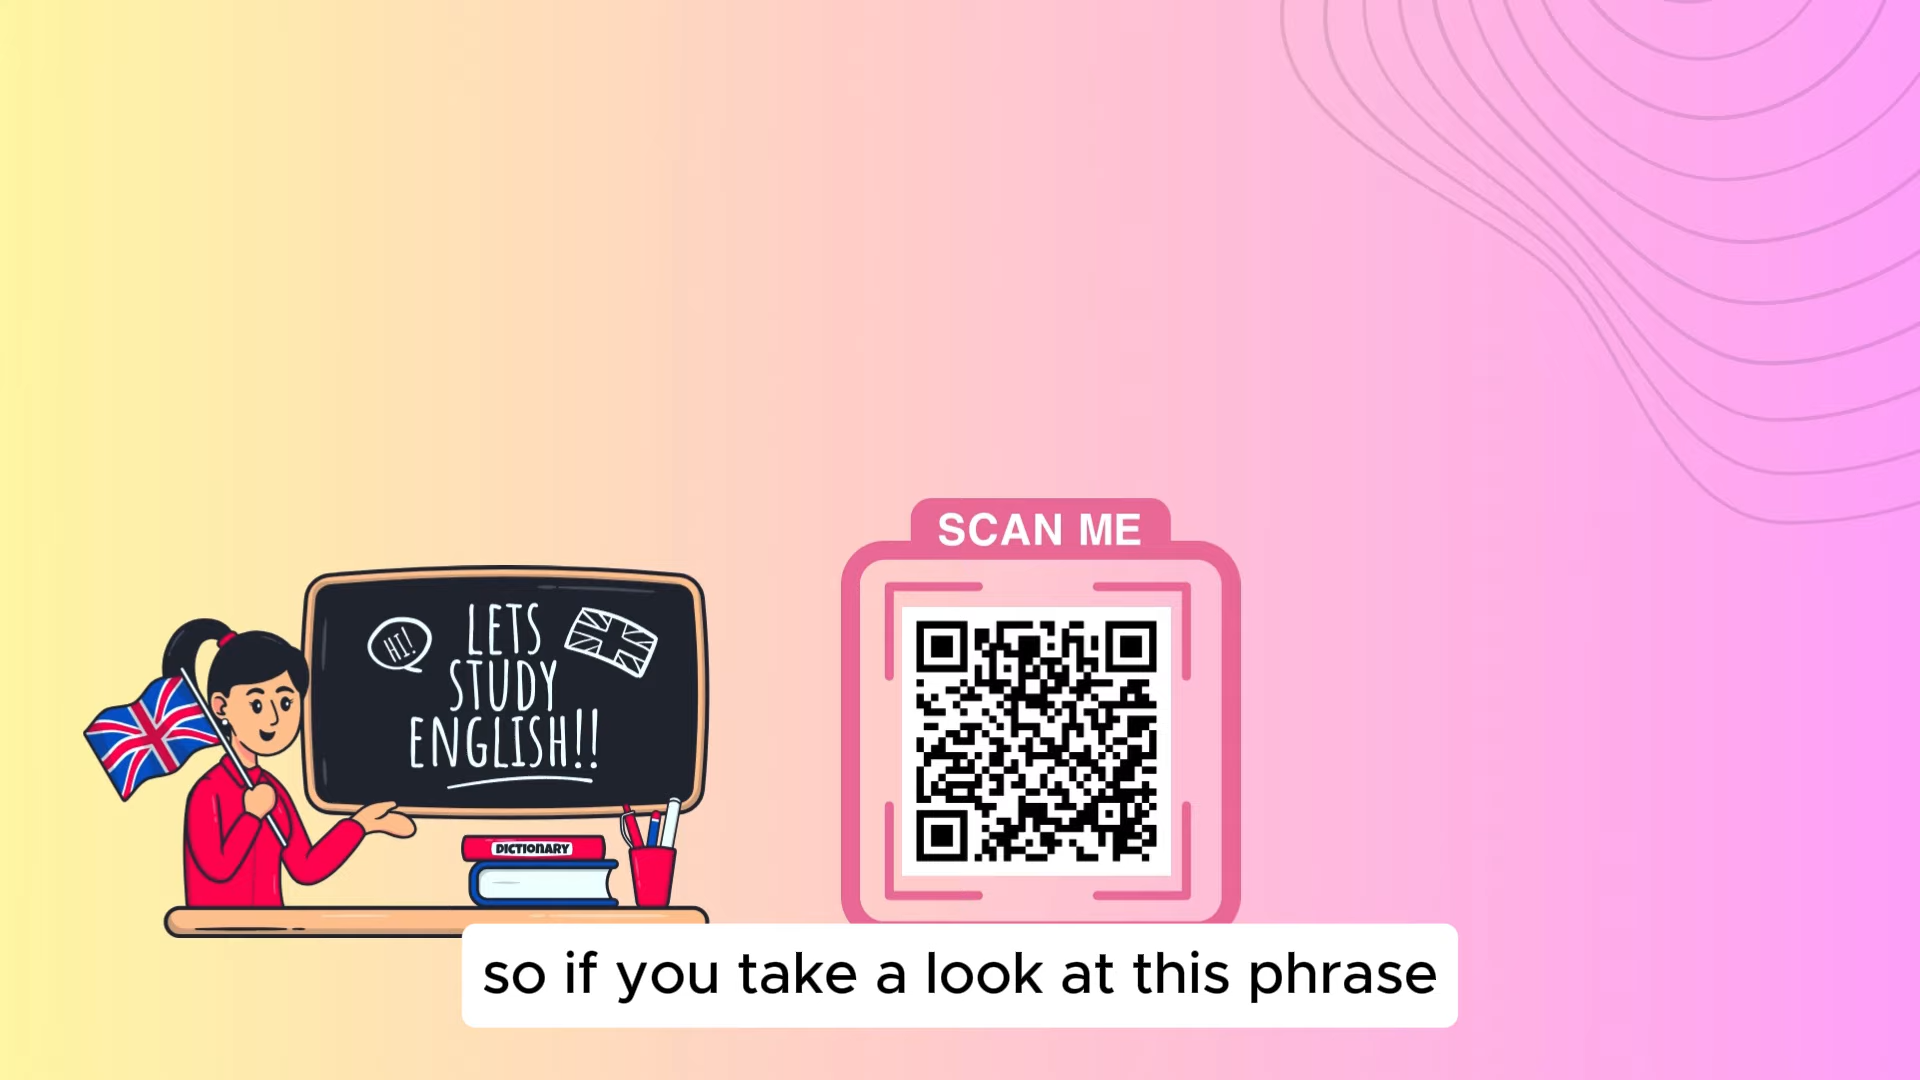 SCAN ME
HI!
LETS
STUDY
ENGLISH!!
DICTIONARY
so if you take a look at this phrase